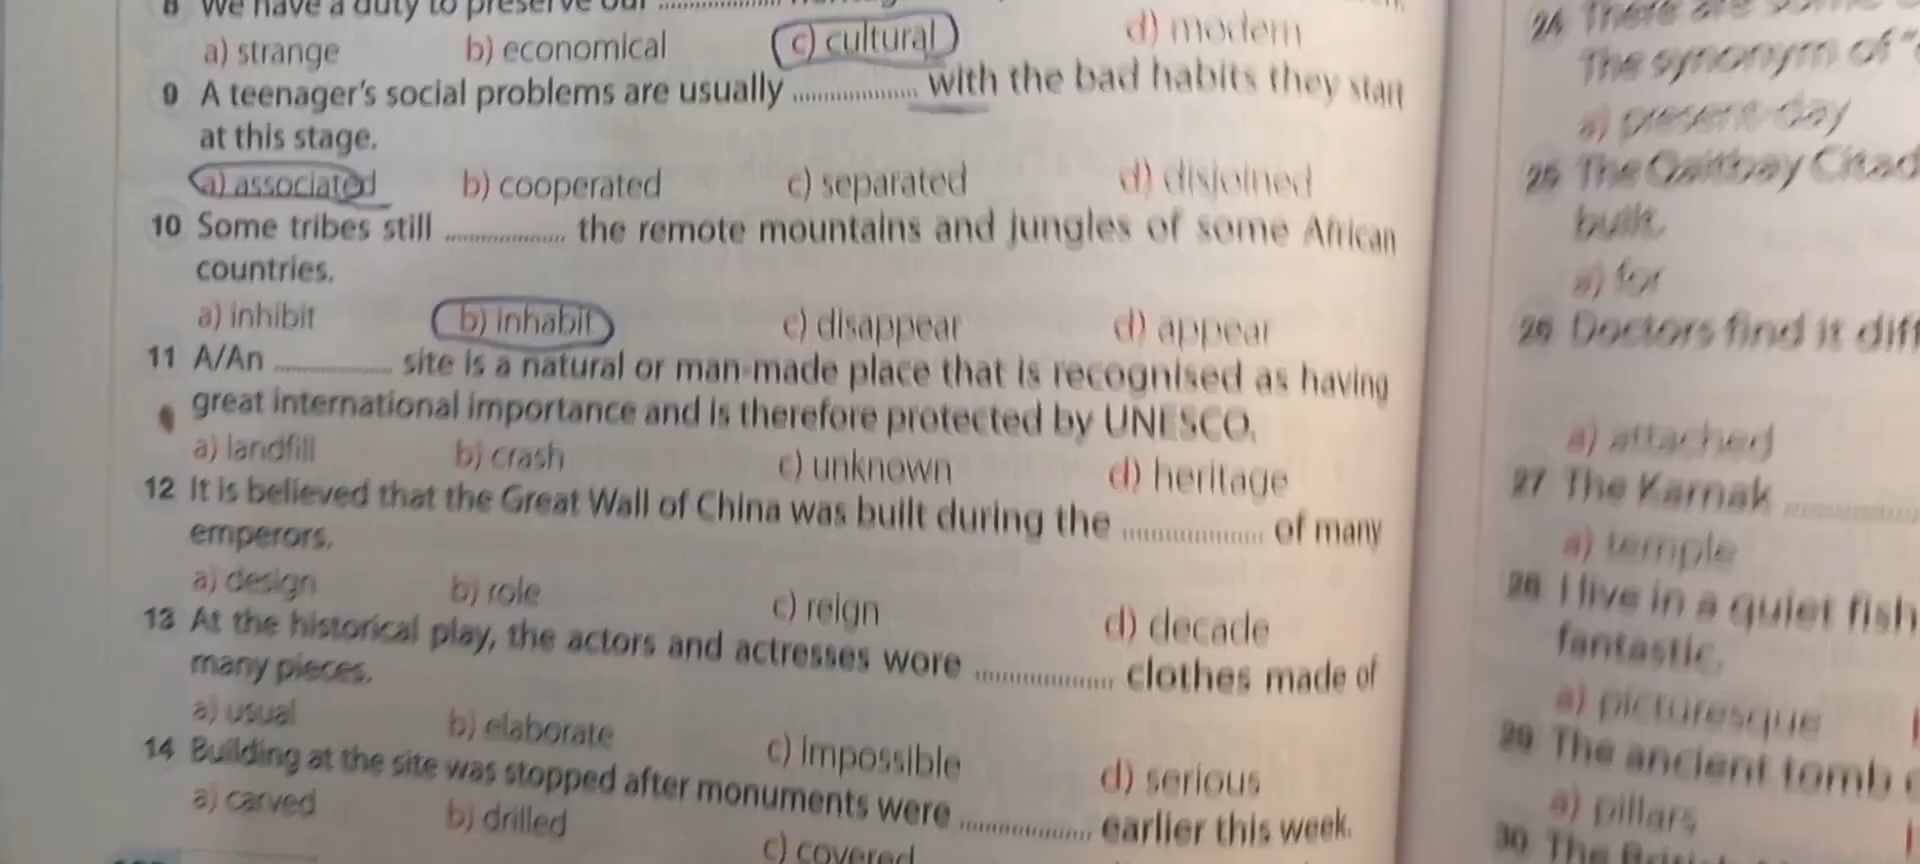 8 We have a duty to preserve our ..................
a) strange b) economical c) cultural d) modern
9 A teenager's social problems are usually .................. with the bad habits they start
at this stage.
a) associated b) cooperated c) separated d) disjoined
10 Some tribes still .................. the remote mountains and jungles of some African
countries.
a) inhibit b) inhabit c) disappear d) appear
11 A/An .................. site is a natural or man-made place that is recognised as having
great international importance and is therefore protected by UNESCO.
a) landfill b) crash c) unknown d) heritage
12 It is believed that the Great Wall of China was built during the .................. of many
emperors.
a) design b) role c) reign d) decade
13 At the historical play, the actors and actresses wore .................. clothes made of
many pieces.
a) usual b) elaborate c) impossible d) serious
14 Building at the site was stopped after monuments were .................. earlier this week.
a) carved b) drilled c) covered
24 There are some
The synonym of "
a) present-day
25 The Qaitbay Citad
built.
a) for
26 Doctors find it diff
a) attached
27 The Karnak ..................
a) temple
28 I live in a quiet fish
fantastic.
a) picturesque
29 The ancient tomb
a) pillars
30 The